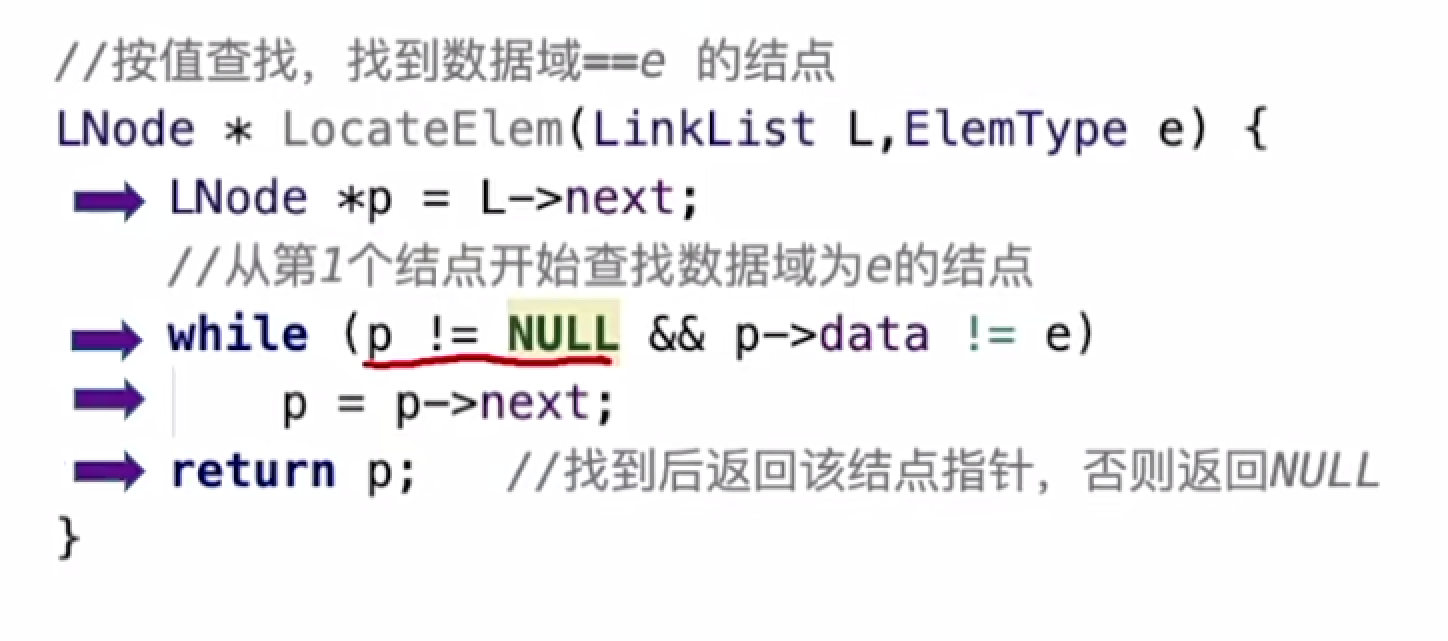 //按值查找，找到数据域==e 的结点
LNode * LocateElem(LinkList L,ElemType e) {
LNode *p = L->next;
//从第1个结点开始查找数据域为e的结点
while (p != NULL && p->data != e)
p = p->next;
return p; //找到后返回该结点指针，否则返回NULL
}